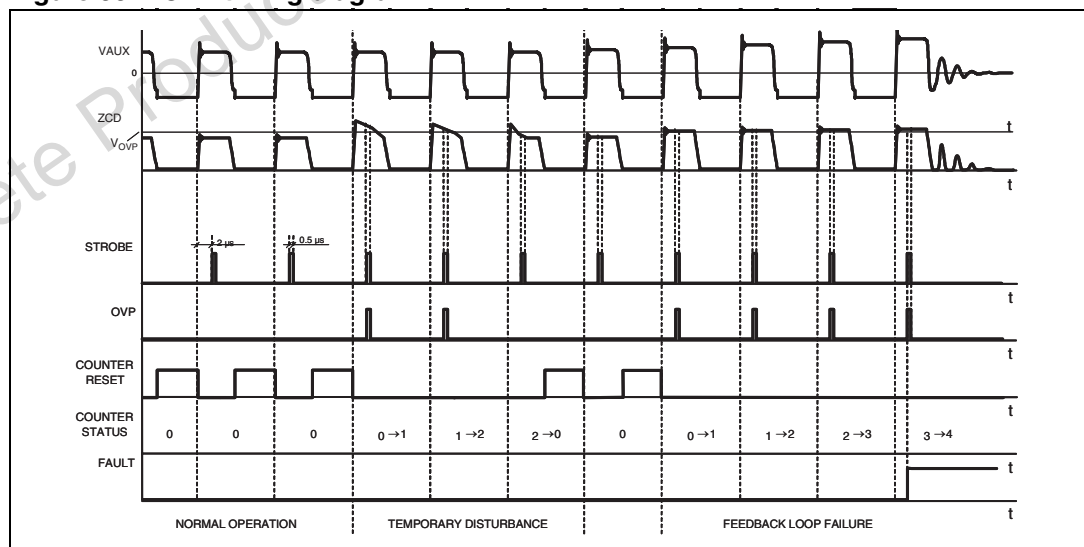 VAUX
0
ZCD
t
VOVP
t
2 µs
0.5 µs
STROBE
t
OVP
t
COUNTER
RESET
t
COUNTER
STATUS
0 0 0 0→1 1→2 2→0 0 0→1 1→2 2→3 3→4
FAULT
t
t
NORMAL OPERATION TEMPORARY DISTURBANCE FEEDBACK LOOP FAILURE